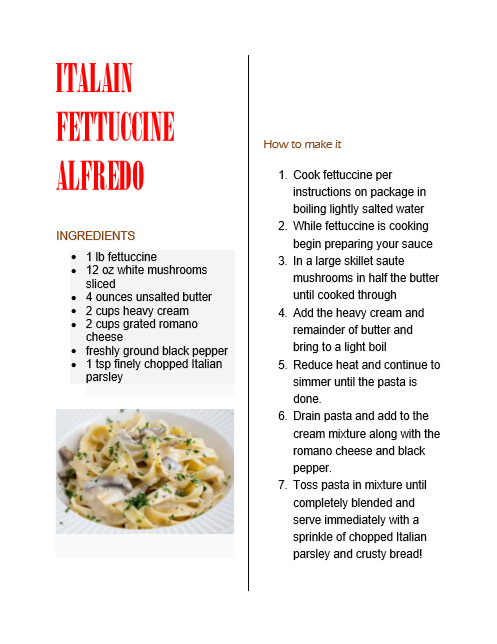 ITALAIN
FETTUCCINE
ALFREDO
INGREDIENTS
• 1 lb fettuccine
• 12 oz white mushrooms
sliced
• 4 ounces unsalted butter
• 2 cups heavy cream
• 2 cups grated romano
cheese
• freshly ground black pepper
• 1 tsp finely chopped Italian
parsley
How to make it
1. Cook fettuccine per
instructions on package in
boiling lightly salted water
2. While fettuccine is cooking
begin preparing your sauce
3. In a large skillet saute
mushrooms in half the butter
until cooked through
4. Add the heavy cream and
remainder of butter and
bring to a light boil
5. Reduce heat and continue to
simmer until the pasta is
done.
6. Drain pasta and add to the
cream mixture along with the
romano cheese and black
pepper.
7. Toss pasta in mixture until
completely blended and
serve immediately with a
sprinkle of chopped Italian
parsley and crusty bread!